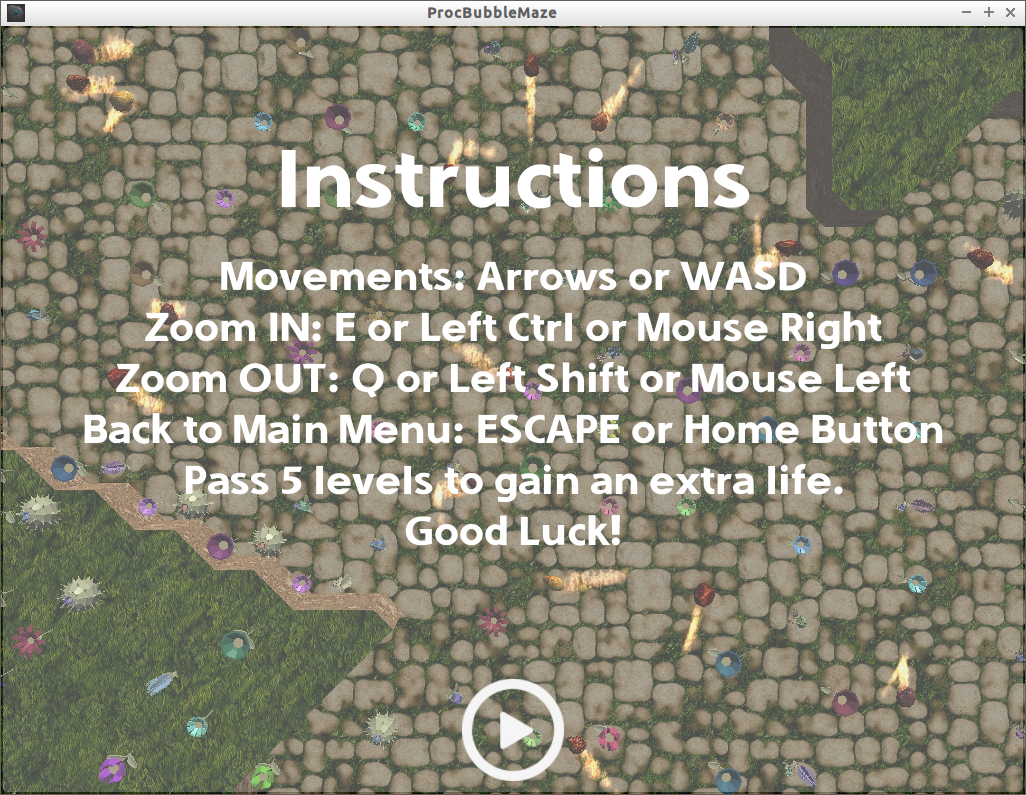 ProcBubbleMaze
Instructions
Movements: Arrows or WASD
Zoom IN: E or Left Ctrl or Mouse Right
Zoom OUT: Q or Left Shift or Mouse Left
Back to Main Menu: ESCAPE or Home Button
Pass 5 levels to gain an extra life.
Good Luck!